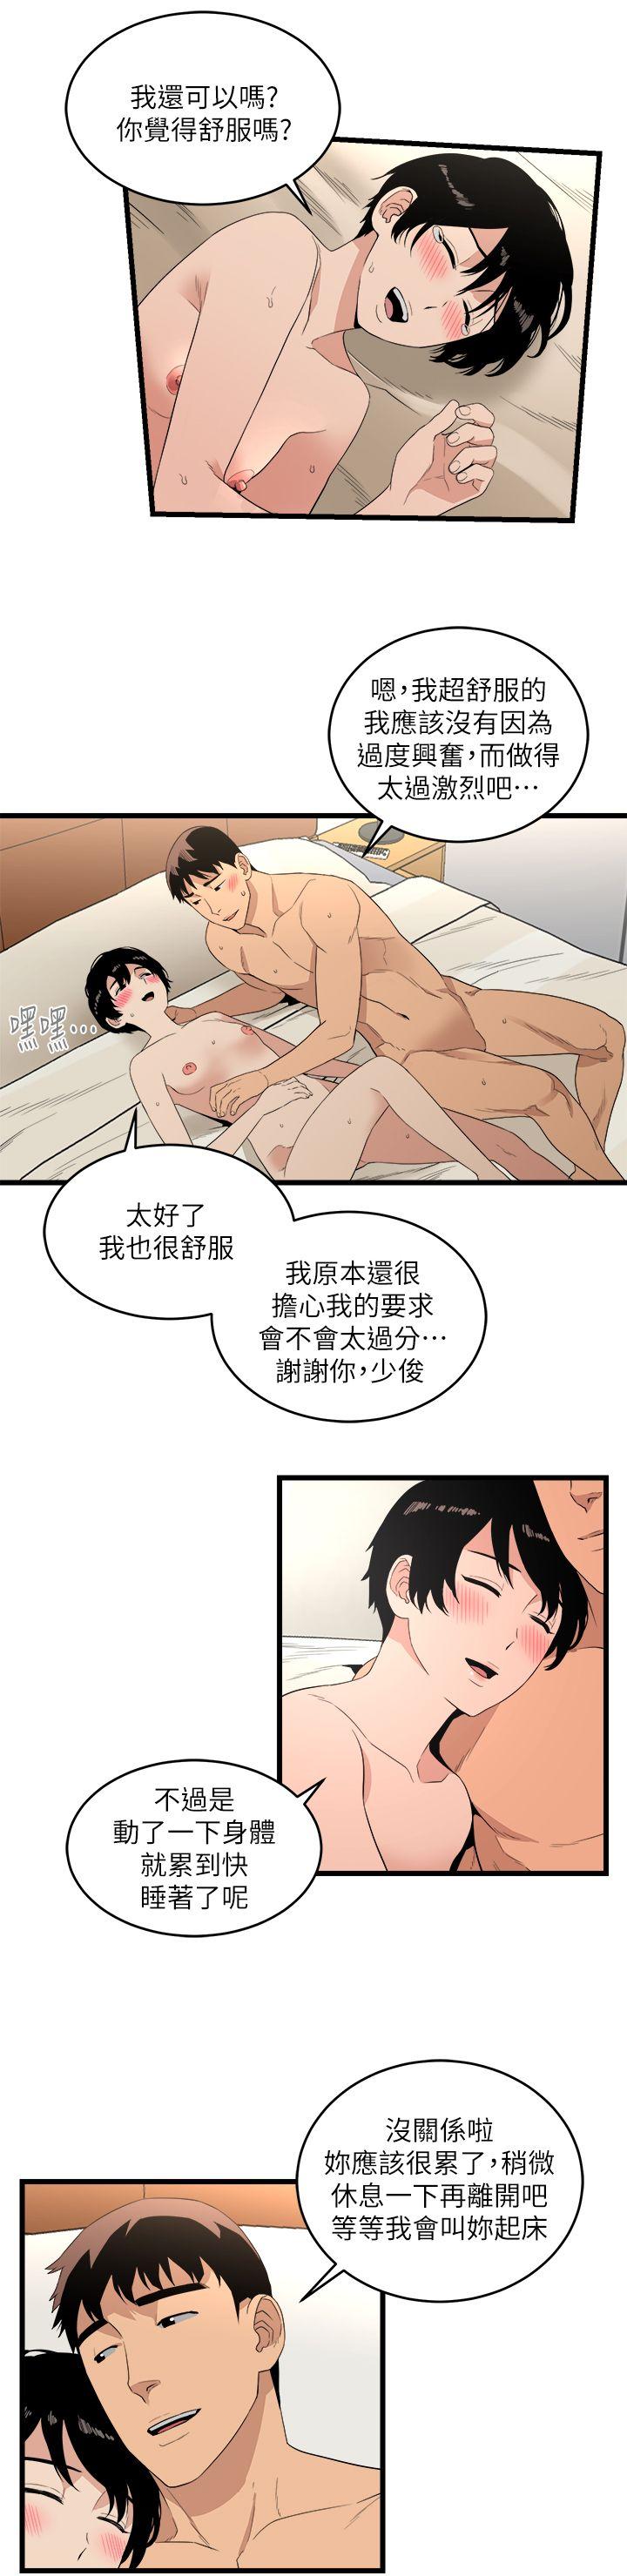 我還可以嗎?
你覺得舒服嗎?
嗯,我超舒服的
我應該沒有因為
過度興奮,而做得
太過激烈吧…
嘿嘿…
太好了
我也很舒服
我原本還很
擔心我的要求
會不會太過分…
謝謝你,少俊
不過是
動了一下身體
就累到快
睡著了呢
沒關係啦
妳應該很累了,稍微
休息一下再離開吧
等等我會叫妳起床